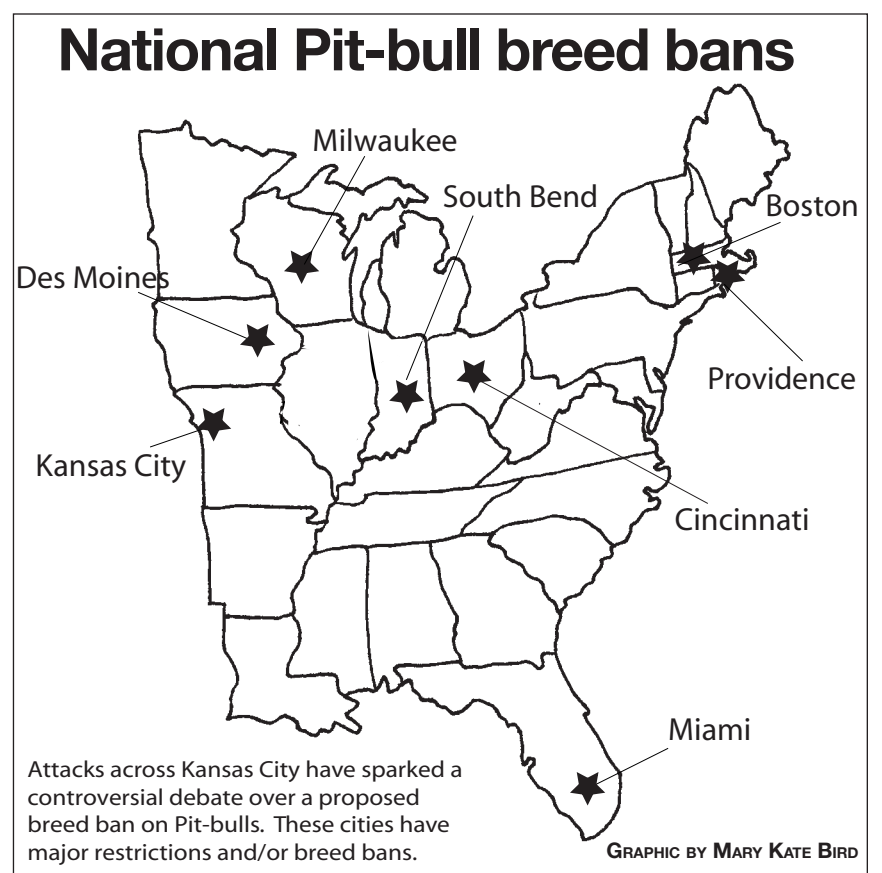 National Pit-bull breed bans
Milwaukee
South Bend
Boston
Des Moines
Providence
Kansas City
Cincinnati
Miami
Attacks across Kansas City have sparked a
controversial debate over a proposed
breed ban on Pit-bulls.  These cities have
major restrictions and/or breed bans.
GRAPHIC BY MARY KATE BIRD